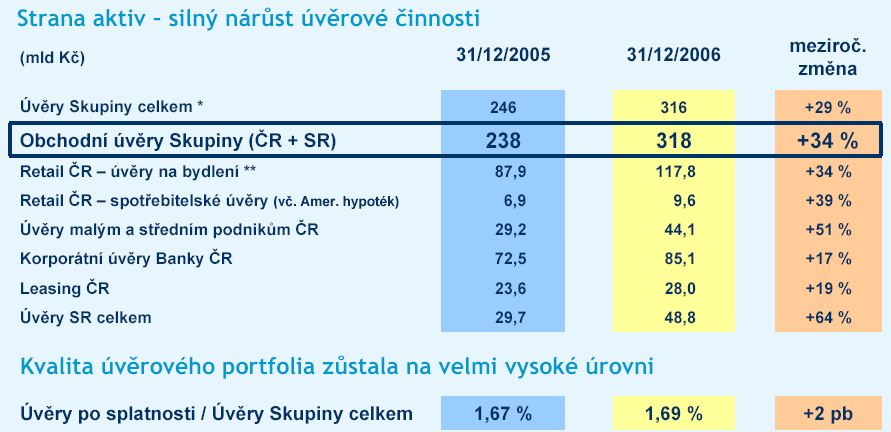 Strana aktiv – silný nárůst úvěrové činnosti
(mld Kč) 31/12/2005 31/12/2006 meziroč. změna
Úvěry Skupiny celkem * 246 316 +29 %
Obchodní úvěry Skupiny (ČR + SR) 238 318 +34 %
Retail ČR – úvěry na bydlení ** 87,9 117,8 +34 %
Retail ČR – spotřebitelské úvěry (vč. Amer. hypoték) 6,9 9,6 +39 %
Úvěry malým a středním podnikům ČR 29,2 44,1 +51 %
Korporátní úvěry Banky ČR 72,5 85,1 +17 %
Leasing ČR 23,6 28,0 +19 %
Úvěry SR celkem 29,7 48,8 +64 %
Kvalita úvěrového portfolia zůstala na velmi vysoké úrovni
Úvěry po splatnosti / Úvěry Skupiny celkem 1,67 % 1,69 % +2 pb